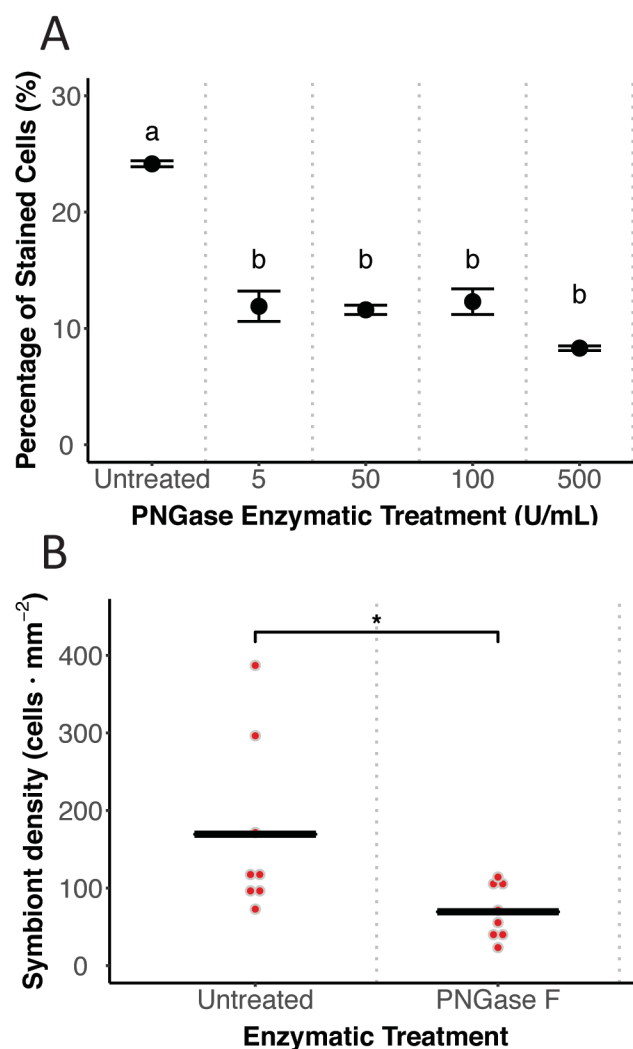 A
Percentage of Stained Cells (%)
30
20
10
0
a
b
b
b
b
Untreated
5
50
100
500
PNGase Enzymatic Treatment (U/mL)
B
Symbiont density (cells · mm⁻²)
400
300
200
100
0
*
Untreated
PNGase F
Enzymatic Treatment